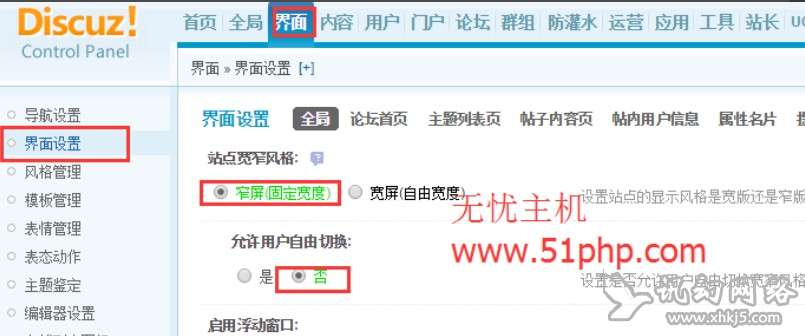 Discuz!
Control Panel
首页 全局 界面 内容 用户 门户 论坛 群组 防灌水 运营 应用 工具 站长 UC
界面 » 界面设置 [+]
导航设置
界面设置
风格管理
模板管理
表情管理
表态动作
主题鉴定
编辑器设置
界面设置 全局 论坛首页 主题列表页 帖子内容页 帖内用户信息 属性名片
站点宽窄风格:
窄屏(固定宽度) 宽屏(自由宽度) 设置站点的显示风格是宽版还是窄版
无忧主机
www.51php.com
允许用户自由切换:
是 否 设置是否允许用户自由切换宽窄风格
启用浮动窗口:
www.xhkj5.com